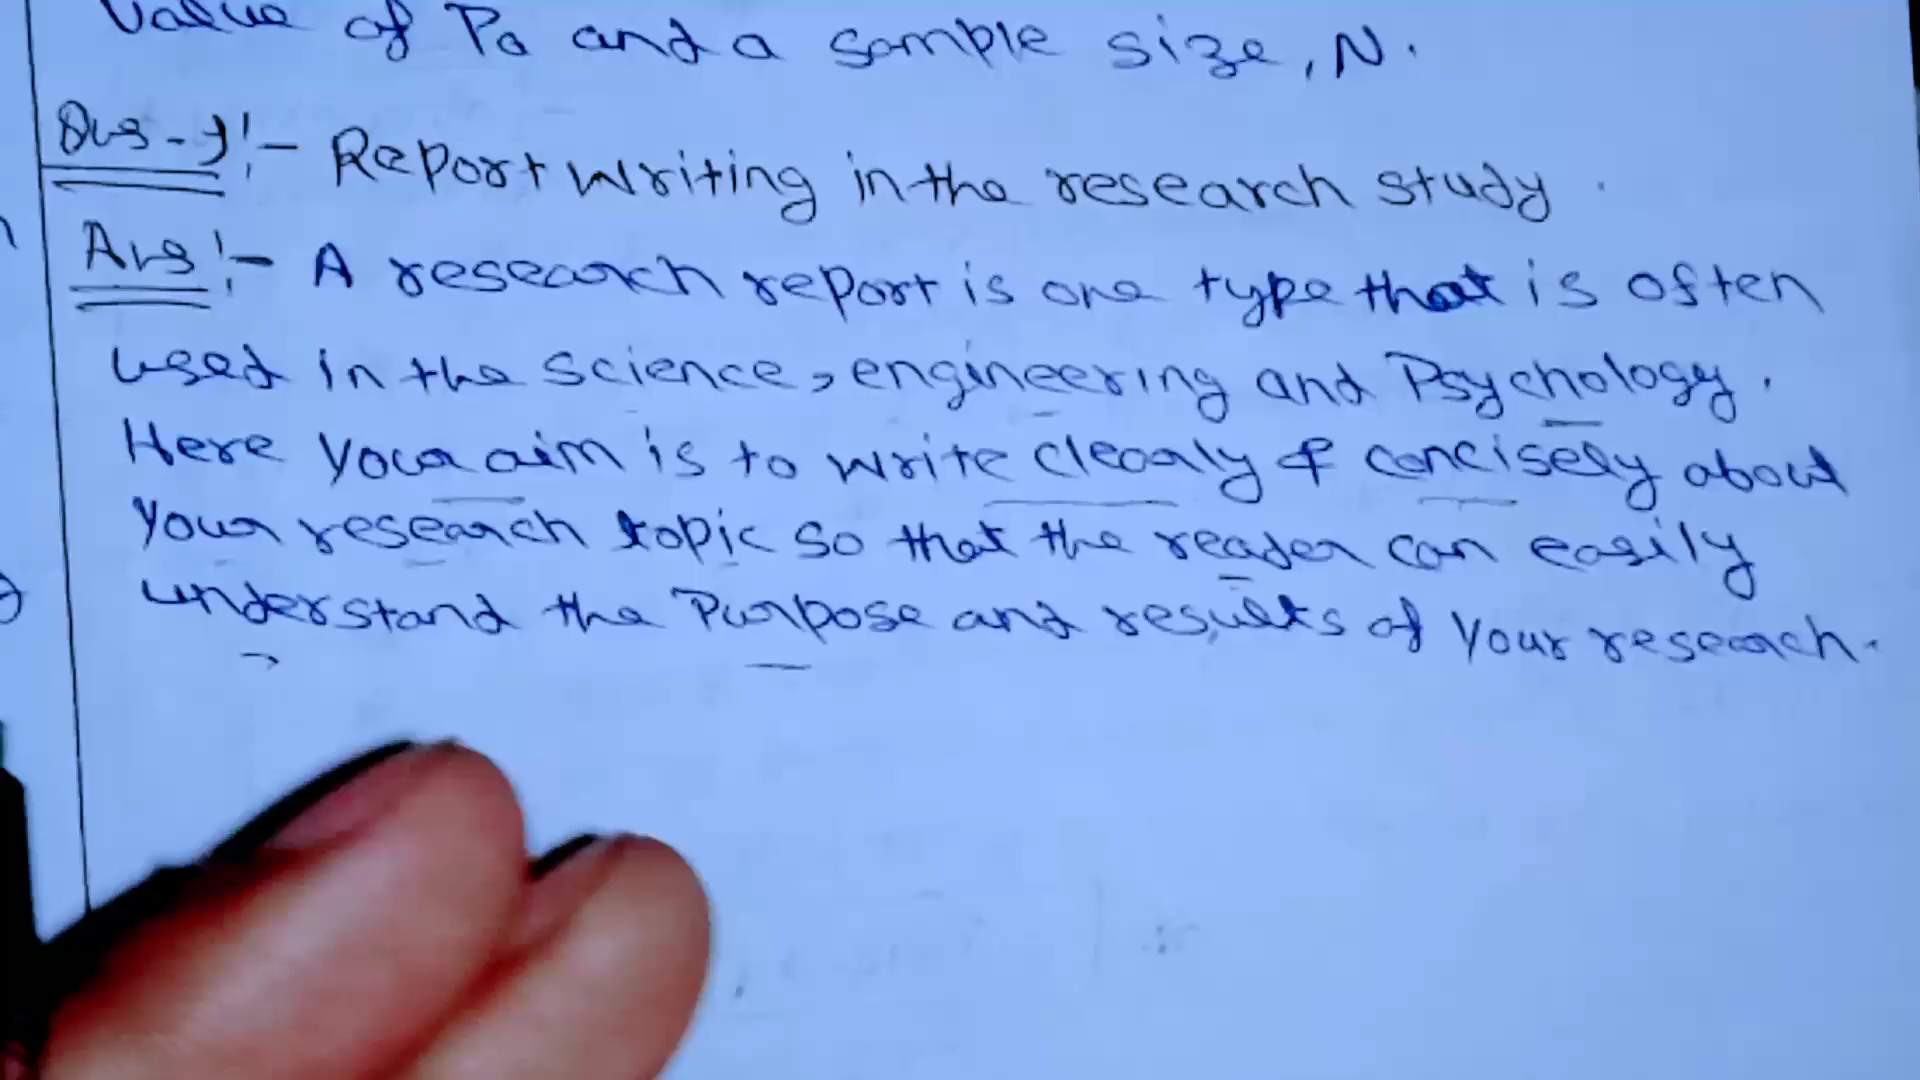 Value of Po and a sample size, N.
Ques-7:- Report writing in the research study.
Ans:- A research report is one type that is often
used in the science, engineering and Psychology.
Here your aim is to write clearly & concisely about
Your research topic so that the reader can easily
understand the Purpose and results of Your research.